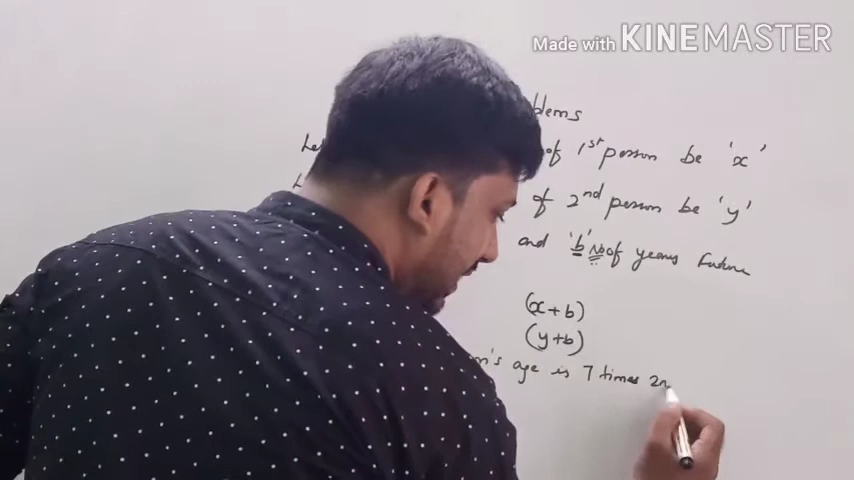 Made with KINEMASTER
blems
of 1st person be 'x'
of 2nd person be 'y'
and 'b' no of years Future
(x+b)
(y+b)
n's age is 7 times 2n